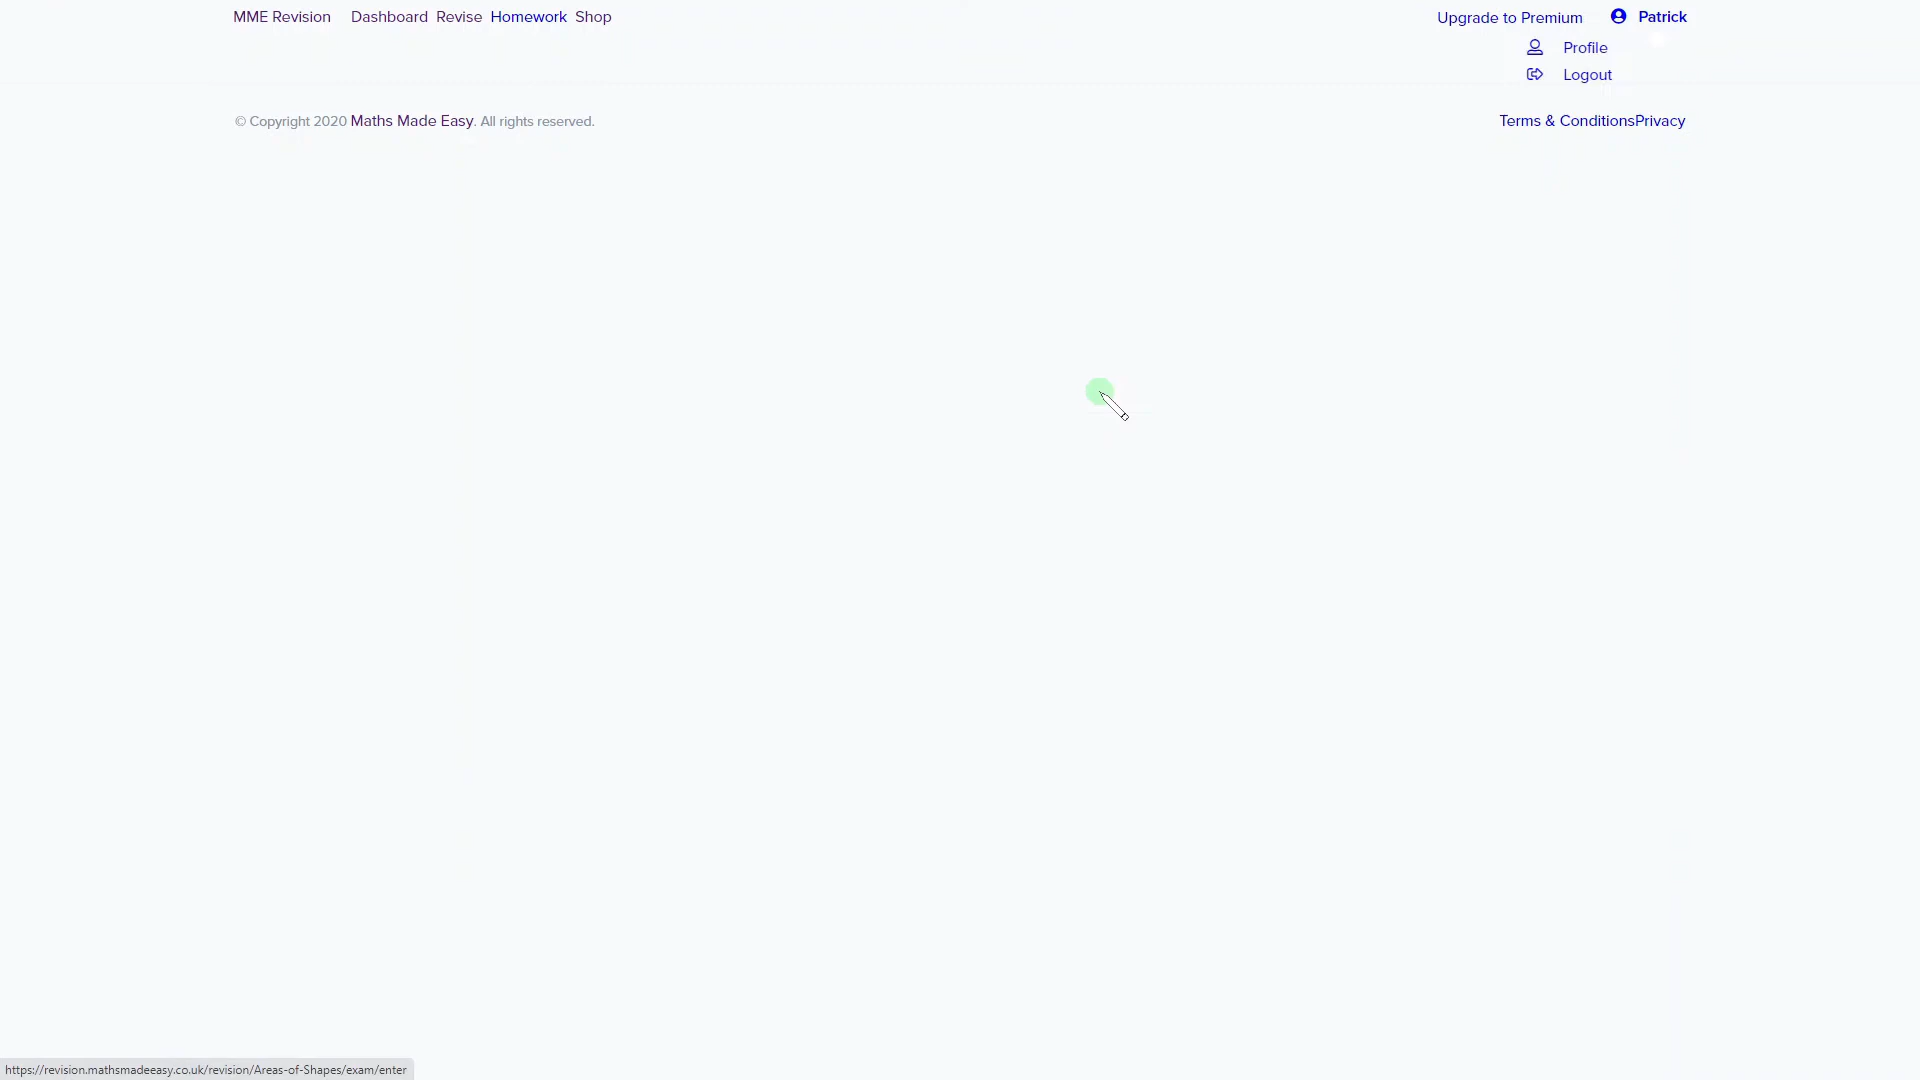 MME Revision Dashboard Revise Homework Shop Upgrade to Premium Patrick
Profile
Logout
© Copyright 2020 Maths Made Easy. All rights reserved. Terms & ConditionsPrivacy
https://revision.mathsmadeeasy.co.uk/revision/Areas-of-Shapes/exam/enter